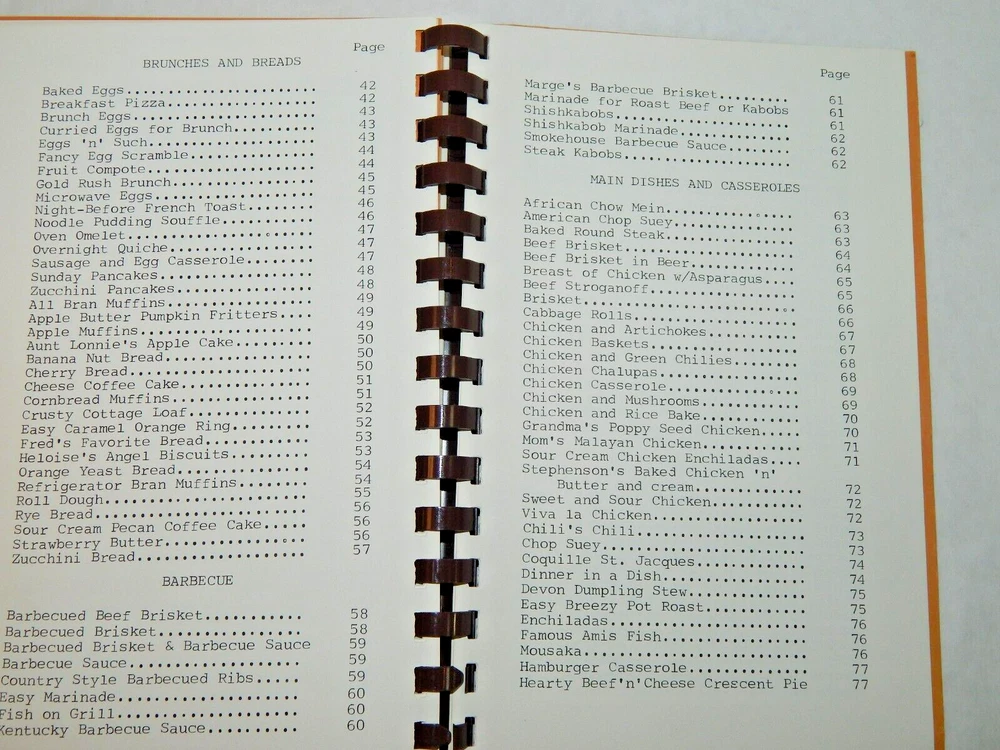 Page
BRUNCHES AND BREADS
Baked Eggs........................ 42
Breakfast Pizza................... 42
Brunch Eggs....................... 43
Curried Eggs for Brunch........... 43
Eggs 'n' Such..................... 43
Fancy Egg Scramble................ 44
Fruit Compote..................... 44
Gold Rush Brunch.................. 45
Microwave Eggs.................... 45
Night-Before French Toast......... 46
Noodle Pudding Souffle............ 46
Oven Omelet....................... 47
Overnight Quiche.................. 47
Sausage and Egg Casserole......... 47
Sunday Pancakes................... 48
Zucchini Pancakes................. 48
All Bran Muffins.................. 49
Apple Butter Pumpkin Fritters.... 49
Apple Muffins..................... 49
Aunt Lonnie's Apple Cake.......... 50
Banana Nut Bread.................. 50
Cherry Bread...................... 50
Cheese Coffee Cake................ 51
Cornbread Muffins................. 51
Crusty Cottage Loaf............... 52
Easy Caramel Orange Ring.......... 52
Fred's Favorite Bread............. 53
Heloise's Angel Biscuits.......... 53
Orange Yeast Bread................ 54
Refrigerator Bran Muffins......... 54
Roll Dough........................ 55
Rye Bread......................... 56
Sour Cream Pecan Coffee Cake..... 56
Strawberry Butter................. 56
Zucchini Bread.................... 57
BARBECUE
Barbecued Beef Brisket........... 58
Barbecued Brisket................. 58
Barbecued Brisket & Barbecue Sauce 59
Barbecue Sauce.................... 59
Country Style Barbecued Ribs..... 59
Easy Marinade..................... 60
Fish on Grill..................... 60
Kentucky Barbecue Sauce........... 60
Page
Marge's Barbecue Brisket......... 61
Marinade for Roast Beef or Kabobs 61
Shishkabobs....................... 61
Shishkabob Marinade............... 62
Smokehouse Barbecue Sauce........ 62
Steak Kabobs...................... 62
MAIN DISHES AND CASSEROLES
African Chow Mein................. 63
American Chop Suey................ 63
Baked Round Steak................. 63
Beef Brisket...................... 64
Beef Brisket in Beer.............. 64
Breast of Chicken w/Asparagus.... 65
Beef Stroganoff................... 65
Brisket........................... 66
Cabbage Rolls..................... 66
Chicken and Artichokes............ 67
Chicken Baskets................... 67
Chicken and Green Chilies........ 68
Chicken Chalupas.................. 68
Chicken Casserole................. 69
Chicken and Mushrooms............. 69
Chicken and Rice Bake............. 70
Grandma's Poppy Seed Chicken..... 70
Mom's Malayan Chicken............. 71
Sour Cream Chicken Enchiladas.... 71
Stephenson's Baked Chicken 'n'
Butter and cream.............. 72
Sweet and Sour Chicken............ 72
Viva la Chicken................... 72
Chili's Chili..................... 73
Chop Suey......................... 73
Coquille St. Jacques.............. 74
Dinner in a Dish.................. 74
Devon Dumpling Stew............... 75
Easy Breezy Pot Roast............. 75
Enchiladas........................ 76
Famous Amis Fish.................. 76
Mousaka........................... 76
Hamburger Casserole............... 77
Hearty Beef'n'Cheese Crescent Pie 77